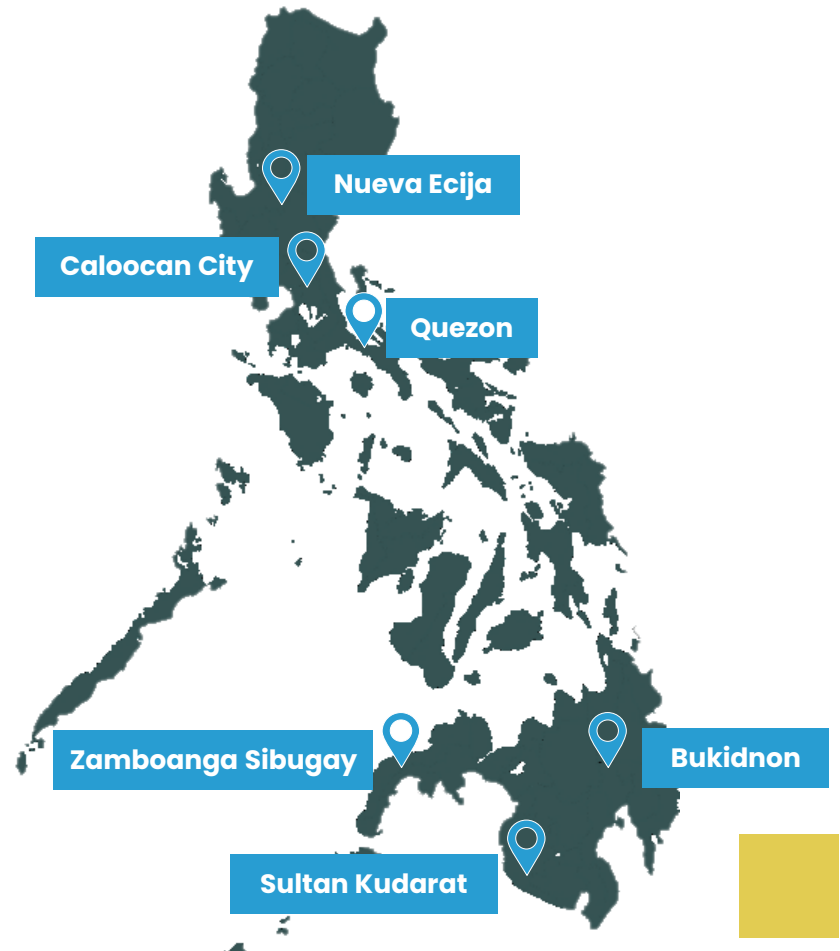 Nueva Ecija
Caloocan City
Quezon
Zamboanga Sibugay
Bukidnon
Sultan Kudarat